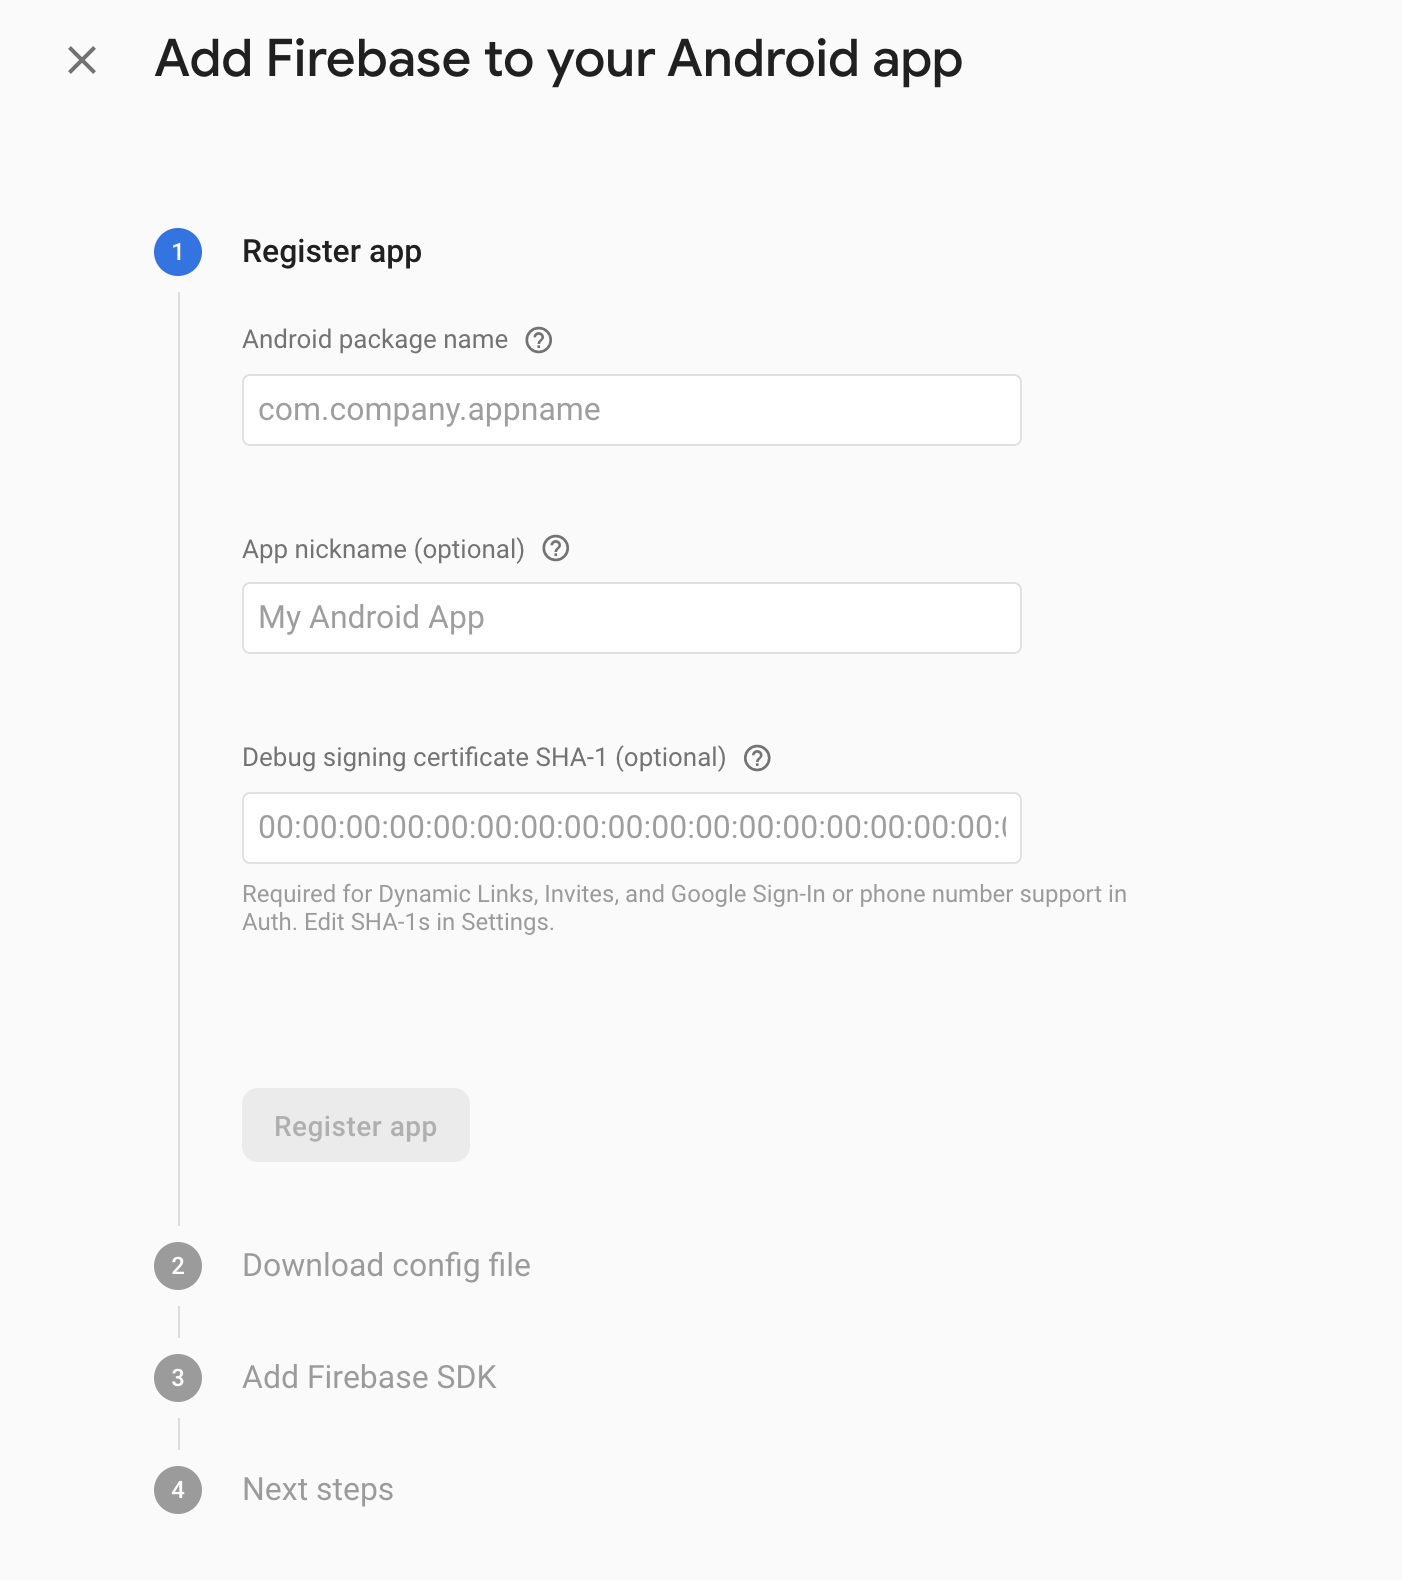 Add Firebase to your Android app
1 Register app
Android package name ?
com.company.appname
App nickname (optional) ?
My Android App
Debug signing certificate SHA-1 (optional) ?
00:00:00:00:00:00:00:00:00:00:00:00:00:00:00:00:00:0
Required for Dynamic Links, Invites, and Google Sign-In or phone number support in
Auth. Edit SHA-1s in Settings.
Register app
2 Download config file
3 Add Firebase SDK
4 Next steps